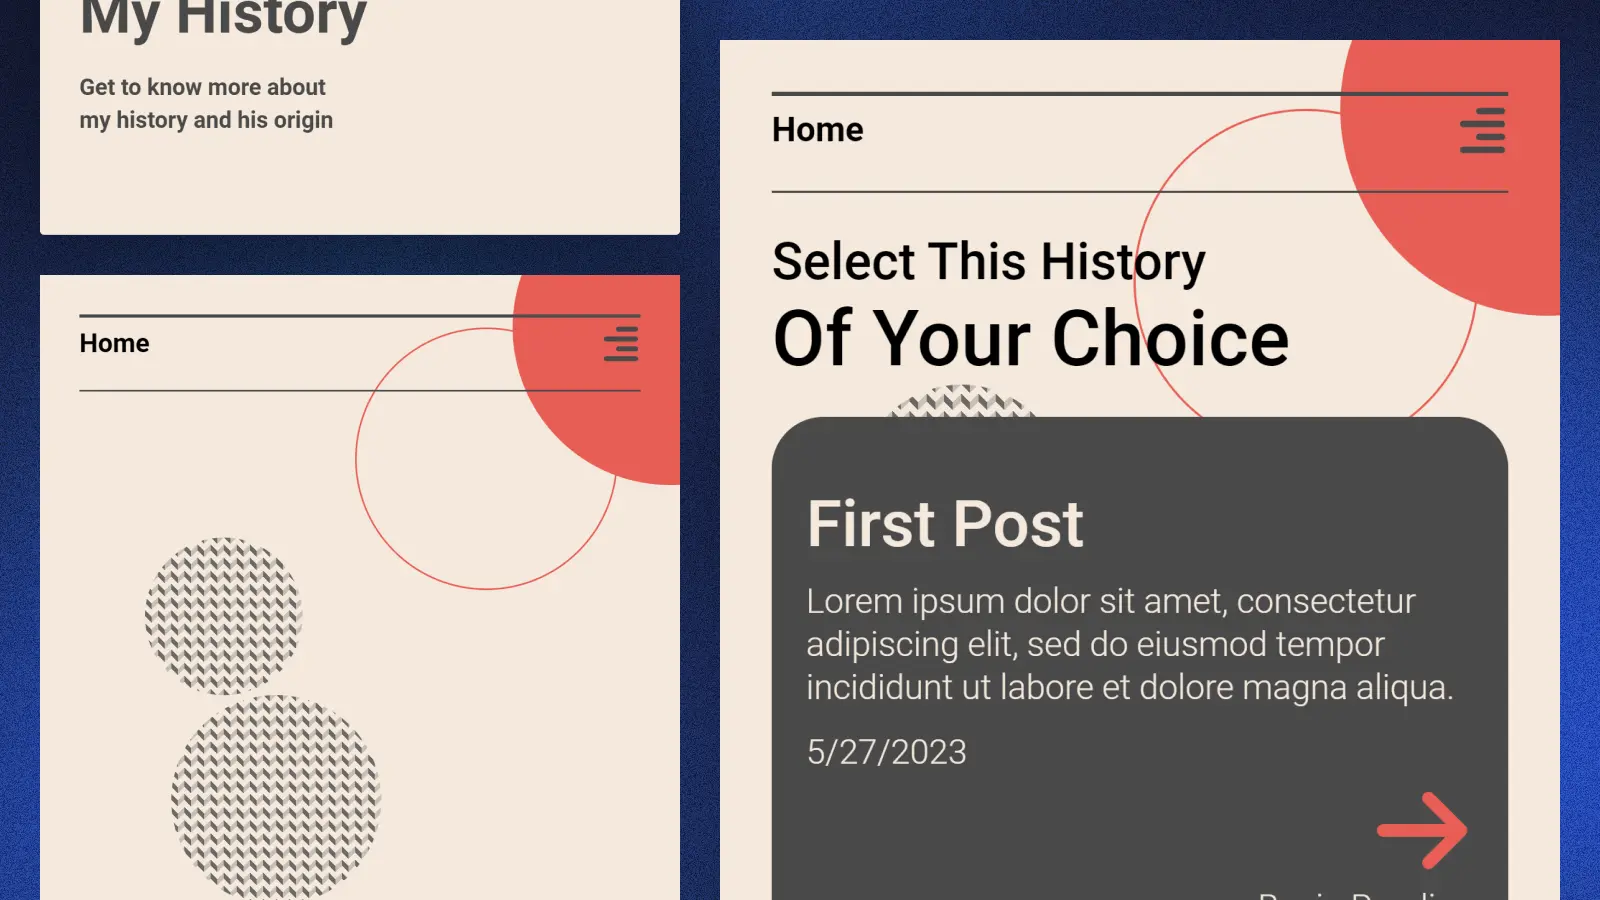 My History
Get to know more about
my history and his origin
Home
Home
Select This History
Of Your Choice
First Post
Lorem ipsum dolor sit amet, consectetur
adipiscing elit, sed do eiusmod tempor
incididunt ut labore et dolore magna aliqua.
5/27/2023